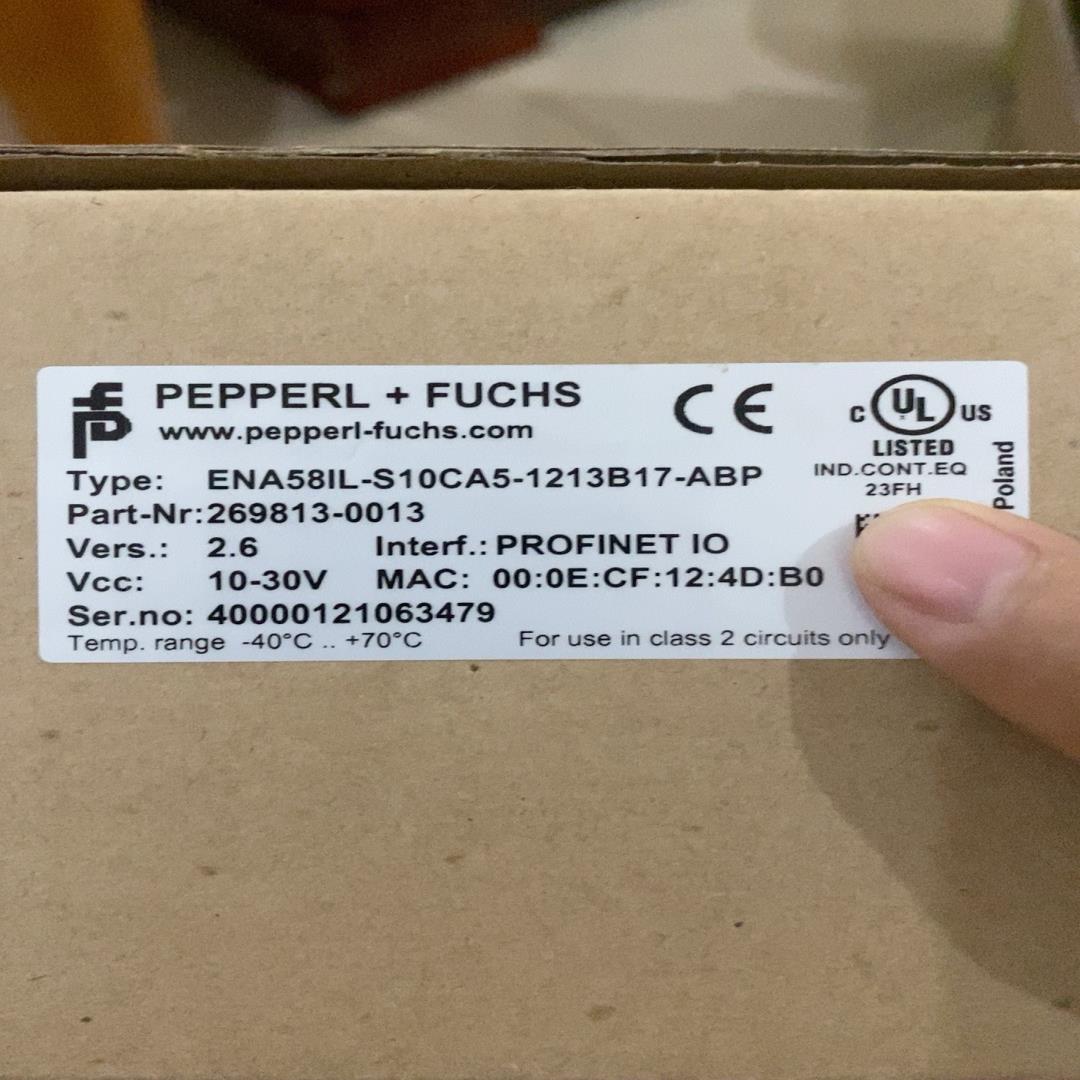 PEPPERL + FUCHS
www.pepperl-fuchs.com
CE
c UL US
LISTED
IND.CONT.EQ
23FH
Poland
Type: ENA58IL-S10CA5-1213B17-ABP
Part-Nr:269813-0013
Vers.: 2.6 Interf.: PROFINET IO
Vcc: 10-30V MAC: 00:0E:CF:12:4D:B0
Ser.no: 40000121063479
Temp. range -40°C .. +70°C For use in class 2 circuits only